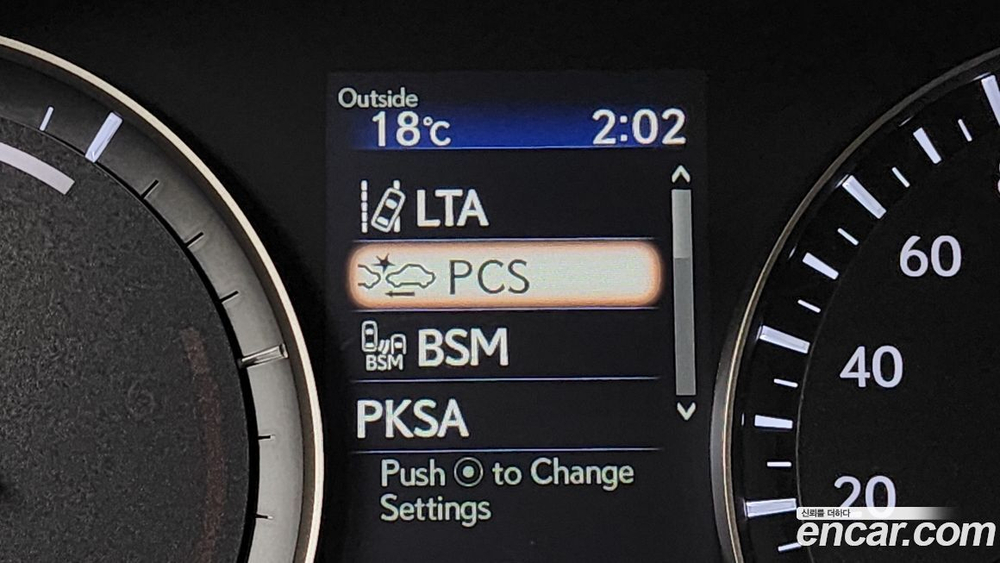 Outside
18℃ 2:02
LTA
PCS
BSM BSM
PKSA
Push to Change
Settings
60
40
20
신뢰를 더하다
encar.com